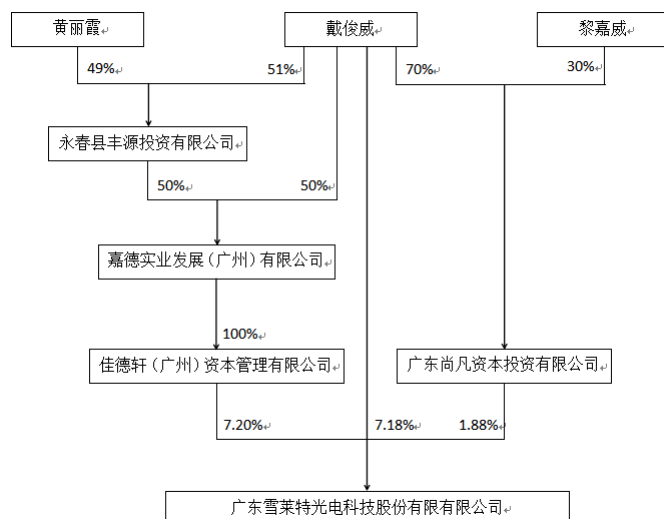 黄丽霞
戴俊威
黎嘉威
49%
51%
70%
30%
永春县丰源投资有限公司
50%
50%
嘉德实业发展（广州）有限公司
100%
佳德轩（广州）资本管理有限公司
广东尚凡资本投资有限公司
7.20%
7.18%
1.88%
广东雪莱特光电科技股份有限有限公司